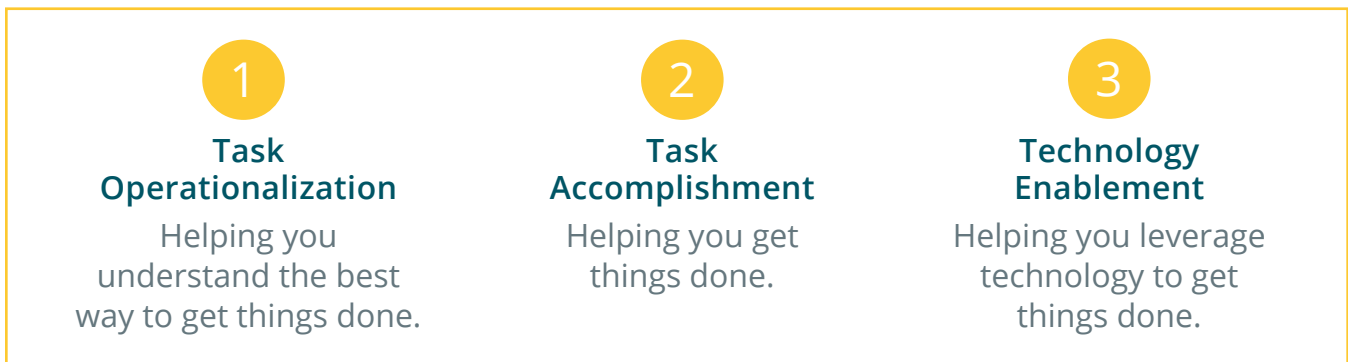 1
Task
Operationalization
Helping you
understand the best
way to get things done.
2
Task
Accomplishment
Helping you get
things done.
3
Technology
Enablement
Helping you leverage
technology to get
things done.